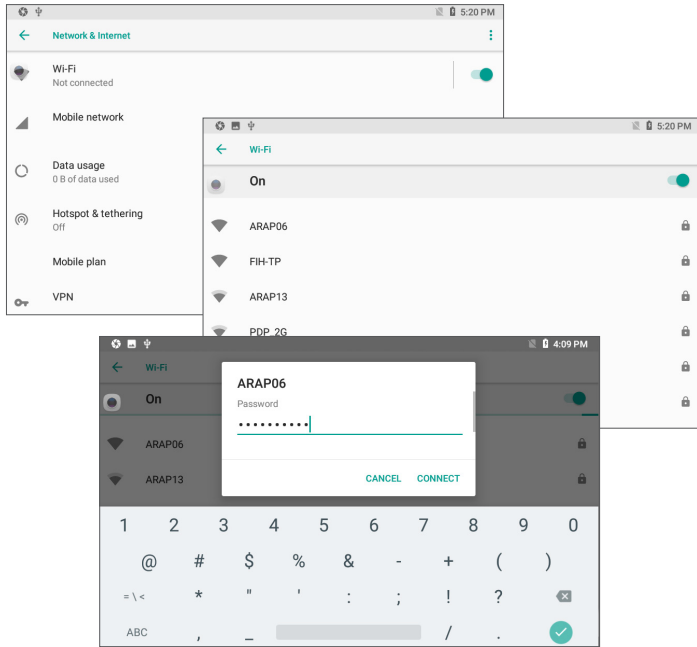 5:20 PM
Network & Internet
Wi-Fi
Not connected
Mobile network
Data usage
0 B of data used
Hotspot & tethering
Off
Mobile plan
VPN
5:20 PM
Wi-Fi
On
ARAP06
FIH-TP
ARAP13
PDP_2G
4:09 PM
Wi-Fi
On
ARAP06
ARAP13
ARAP06
Password
••••••••••
CANCEL CONNECT
1 2 3 4 5 6 7 8 9 0
@ # $ % & - + ( )
= \ < * " ' : ; ! ?
ABC , _ / .